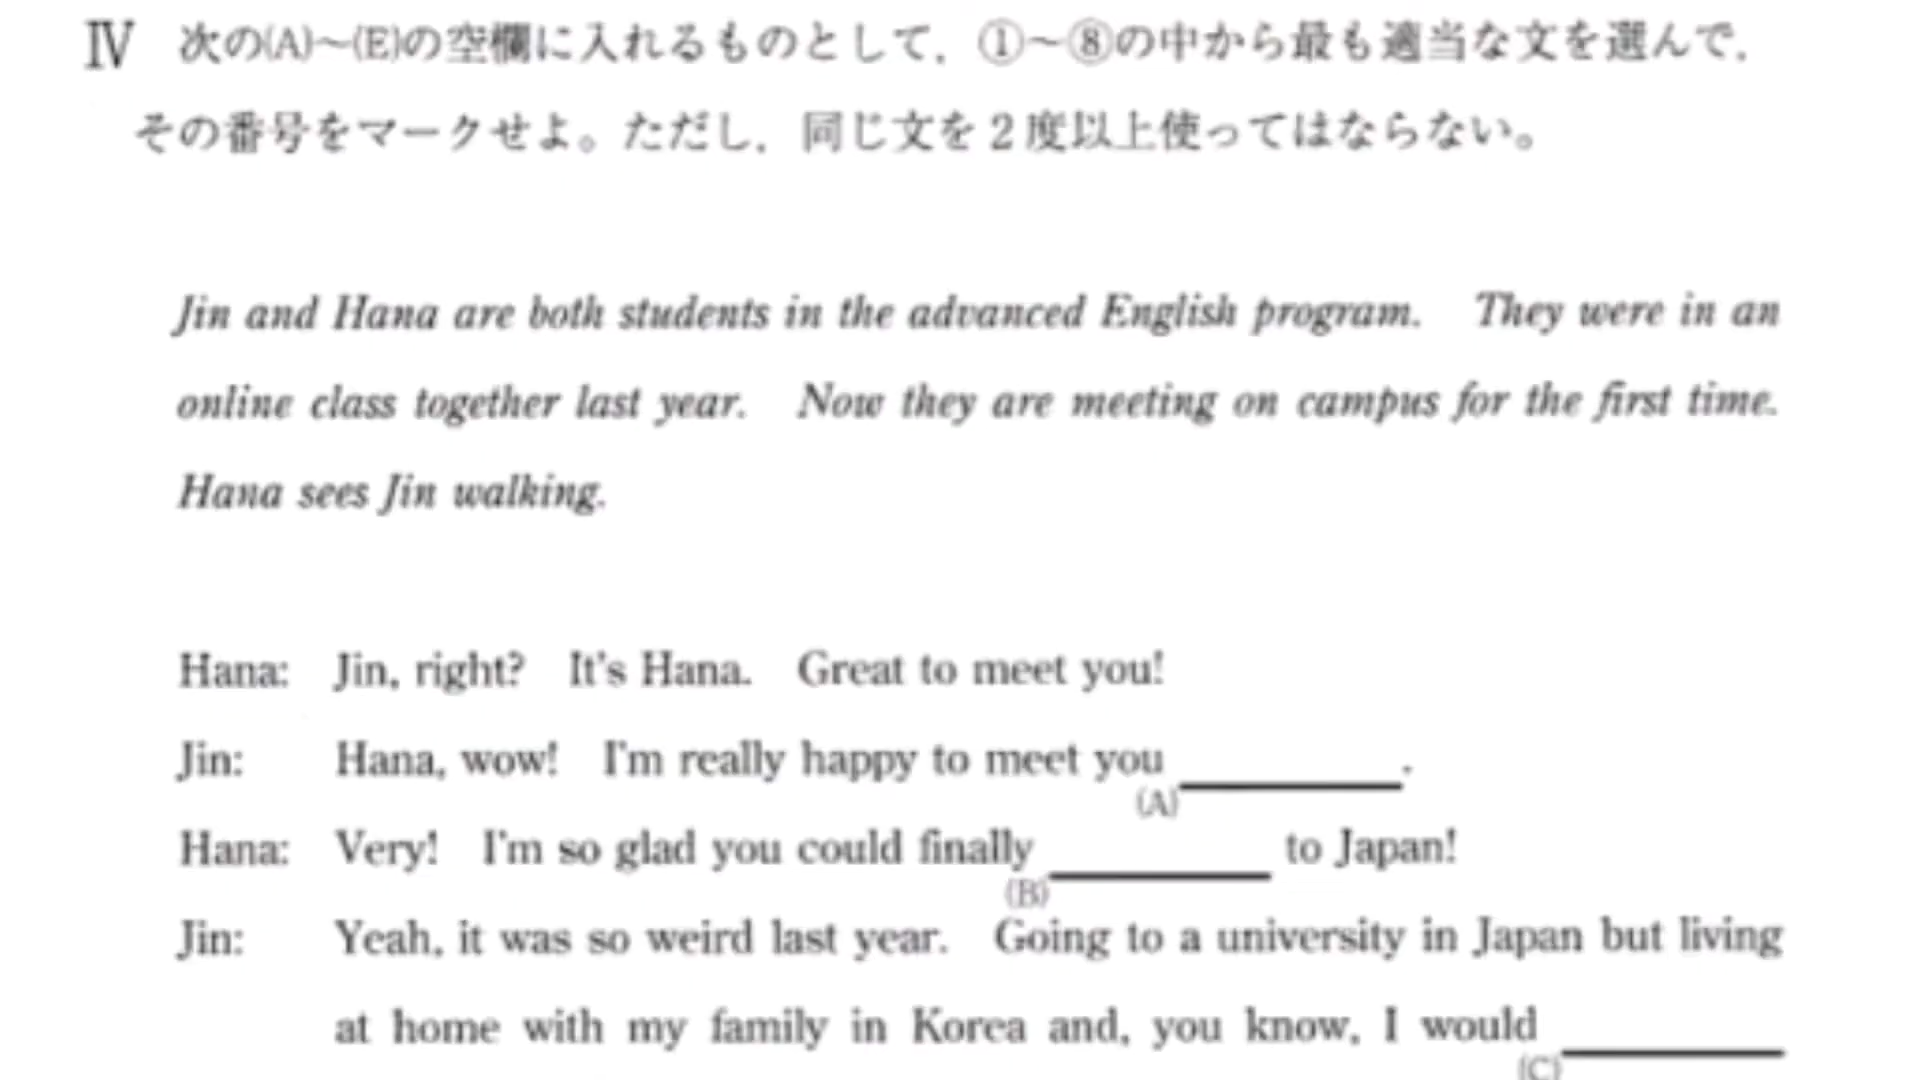 Ⅳ 次の(A)～(E)の空欄に入れるものとして，①～⑧の中から最も適当な文を選んで，
その番号をマークせよ。ただし，同じ文を2度以上使ってはならない。
Jin and Hana are both students in the advanced English program. They were in an
online class together last year. Now they are meeting on campus for the first time.
Hana sees Jin walking.
Hana: Jin, right? It's Hana. Great to meet you!
Jin: Hana, wow! I'm really happy to meet you ________.
(A)
Hana: Very! I'm so glad you could finally ________ to Japan!
(B)
Jin: Yeah, it was so weird last year. Going to a university in Japan but living
at home with my family in Korea and, you know, I would ________
(C)